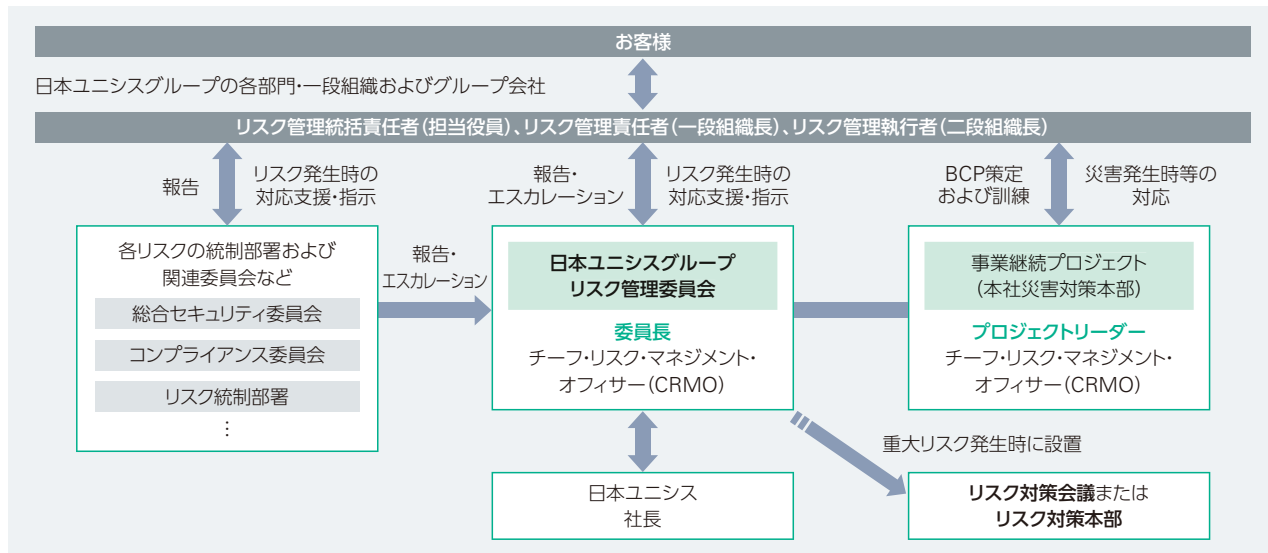 お客様
日本ユニシスグループの各部門・一段組織およびグループ会社
リスク管理統括責任者（担当役員）、リスク管理責任者（一段組織長）、リスク管理執行者（二段組織長）
報告
リスク発生時の
対応支援・指示
報告・
エスカレーション
リスク発生時の
対応支援・指示
BCP策定
および訓練
災害発生時等の
対応
各リスクの統制部署および
関連委員会など
総合セキュリティ委員会
コンプライアンス委員会
リスク統制部署
⋮
報告・
エスカレーション
日本ユニシスグループ
リスク管理委員会
委員長
チーフ・リスク・マネジメント・
オフィサー（CRMO）
事業継続プロジェクト
（本社災害対策本部）
プロジェクトリーダー
チーフ・リスク・マネジメント・
オフィサー（CRMO）
重大リスク発生時に設置
日本ユニシス
社長
リスク対策会議または
リスク対策本部